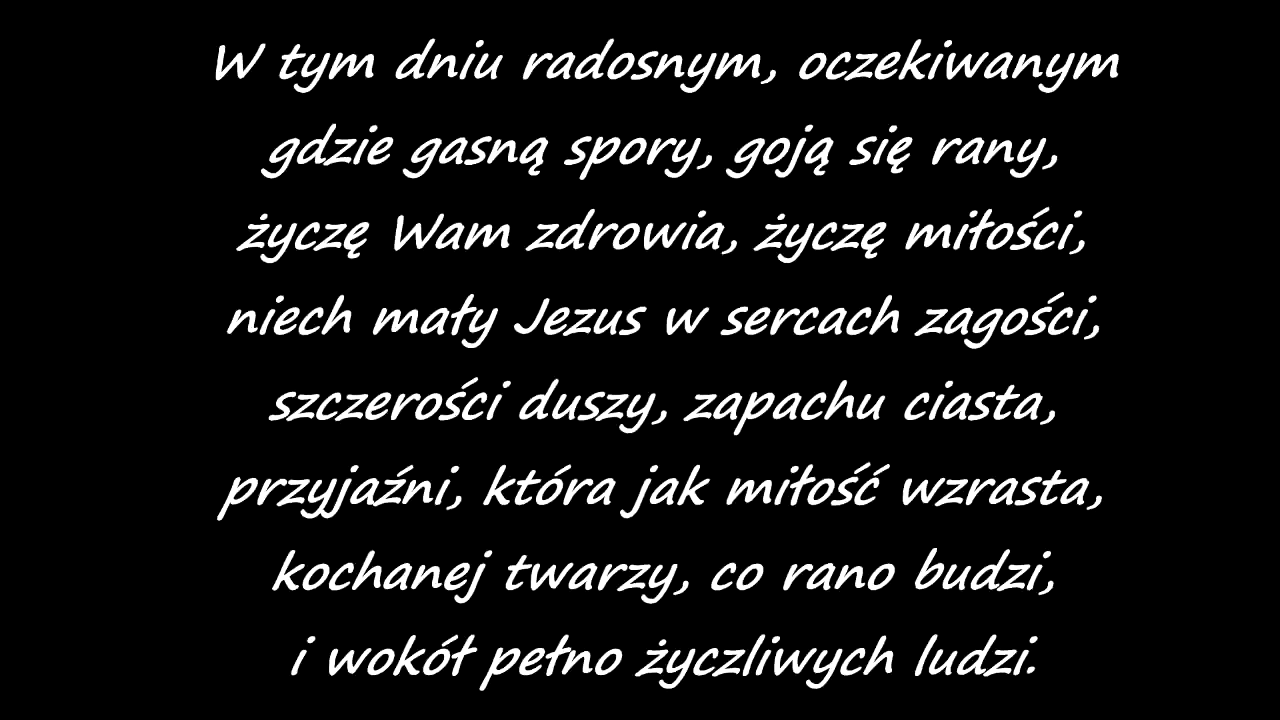 W tym dniu radosnym, oczekiwanym
gdzie gasną spory, goją się rany,
życzę Wam zdrowia, życzę miłości,
niech mały Jezus w sercach zagości,
szczerości duszy, zapachu ciasta,
przyjaźni, która jak miłość wzrasta,
kochanej twarzy, co rano budzi,
i wokół pełno życzliwych ludzi.